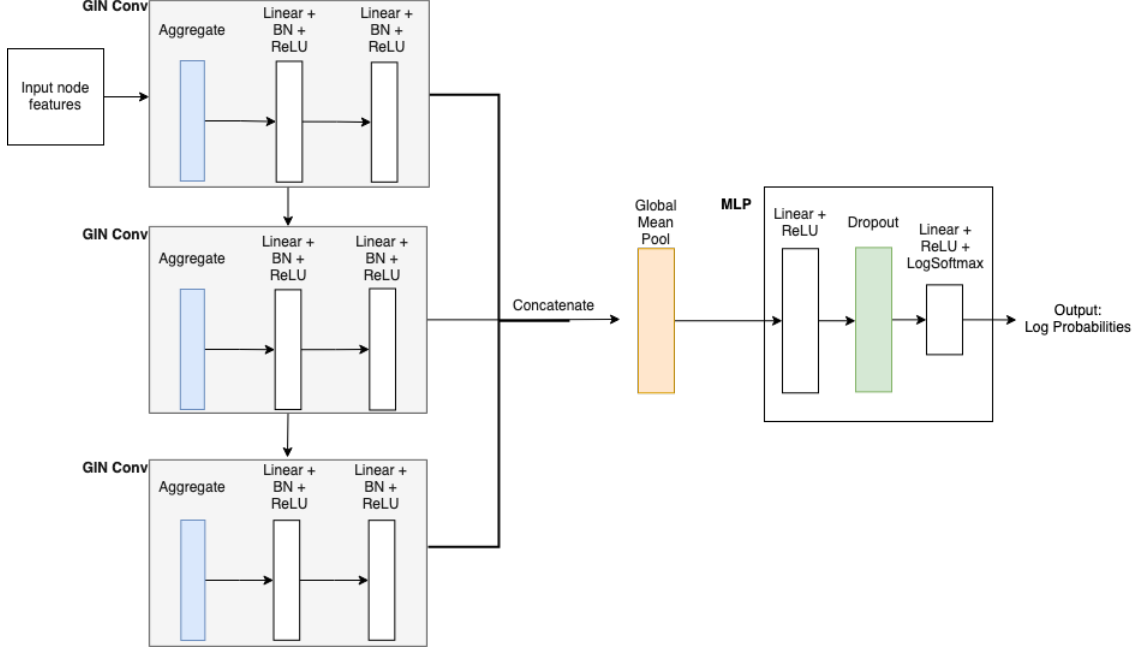 GIN Conv
Aggregate
Linear +
BN +
ReLU
Linear +
BN +
ReLU
Input node
features
GIN Conv
Aggregate
Linear +
BN +
ReLU
Linear +
BN +
ReLU
GIN Conv
Aggregate
Linear +
BN +
ReLU
Linear +
BN +
ReLU
Concatenate
Global
Mean
Pool
MLP
Linear +
ReLU
Dropout
Linear +
ReLU +
LogSoftmax
Output:
Log Probabilities